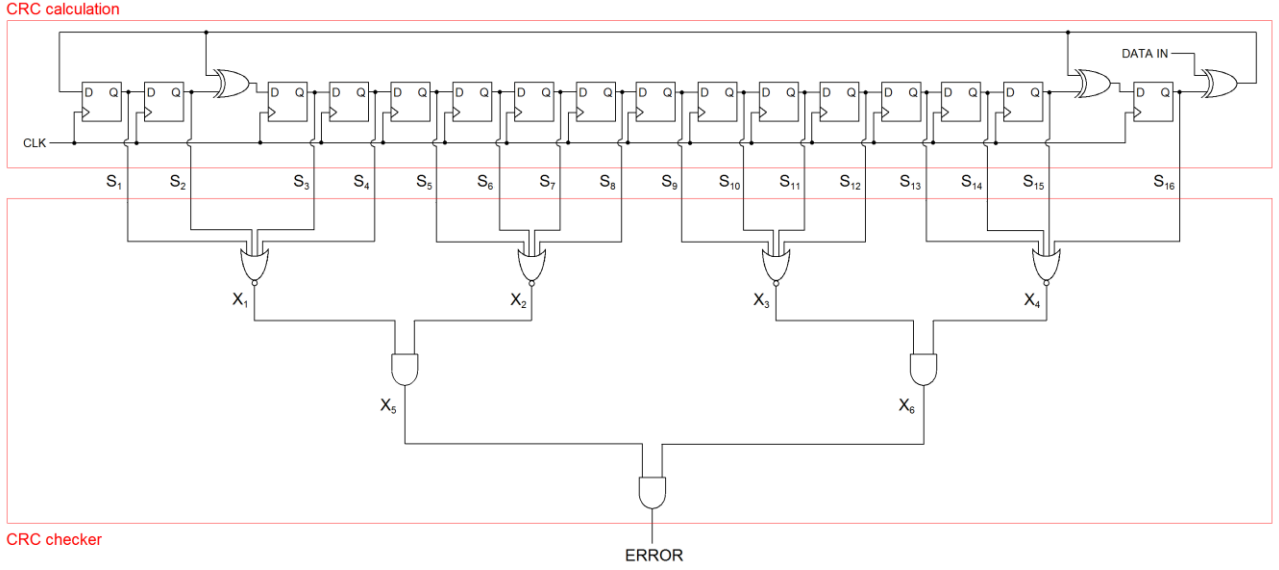 CRC calculation
DATA IN
D Q D Q D Q D Q D Q D Q D Q D Q D Q D Q D Q D Q D Q D Q D Q D Q
CLK
S₁ S₂ S₃ S₄ S₅ S₆ S₇ S₈ S₉ S₁₀ S₁₁ S₁₂ S₁₃ S₁₄ S₁₅ S₁₆
X₁ X₂ X₃ X₄
X₅ X₆
CRC checker
ERROR